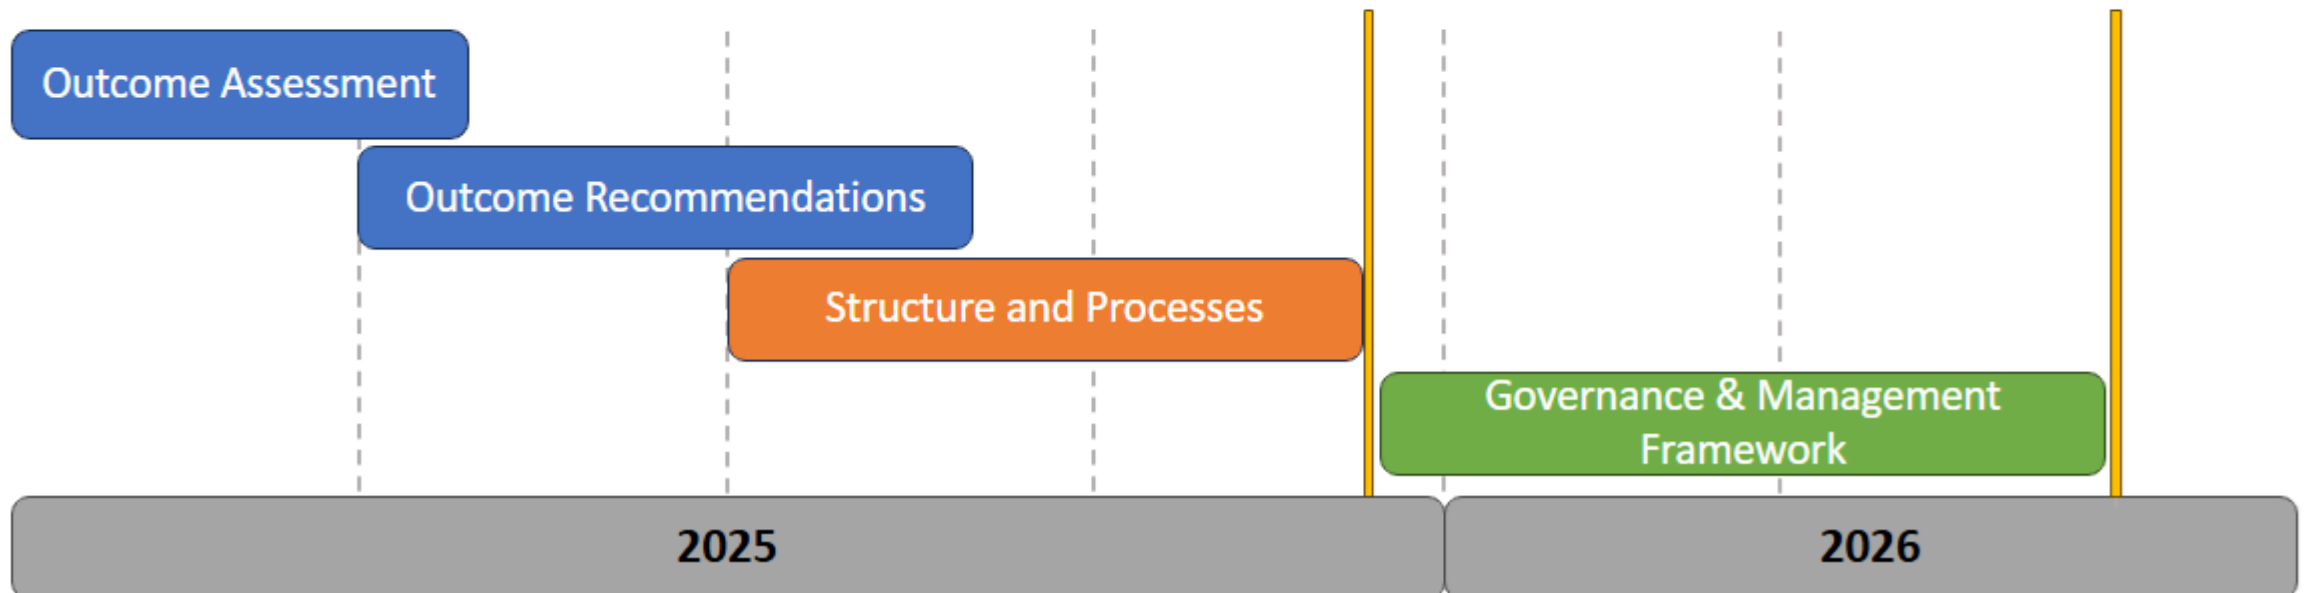 Outcome Assessment
Outcome Recommendations
Structure and Processes
Governance & Management
Framework
2025
2026